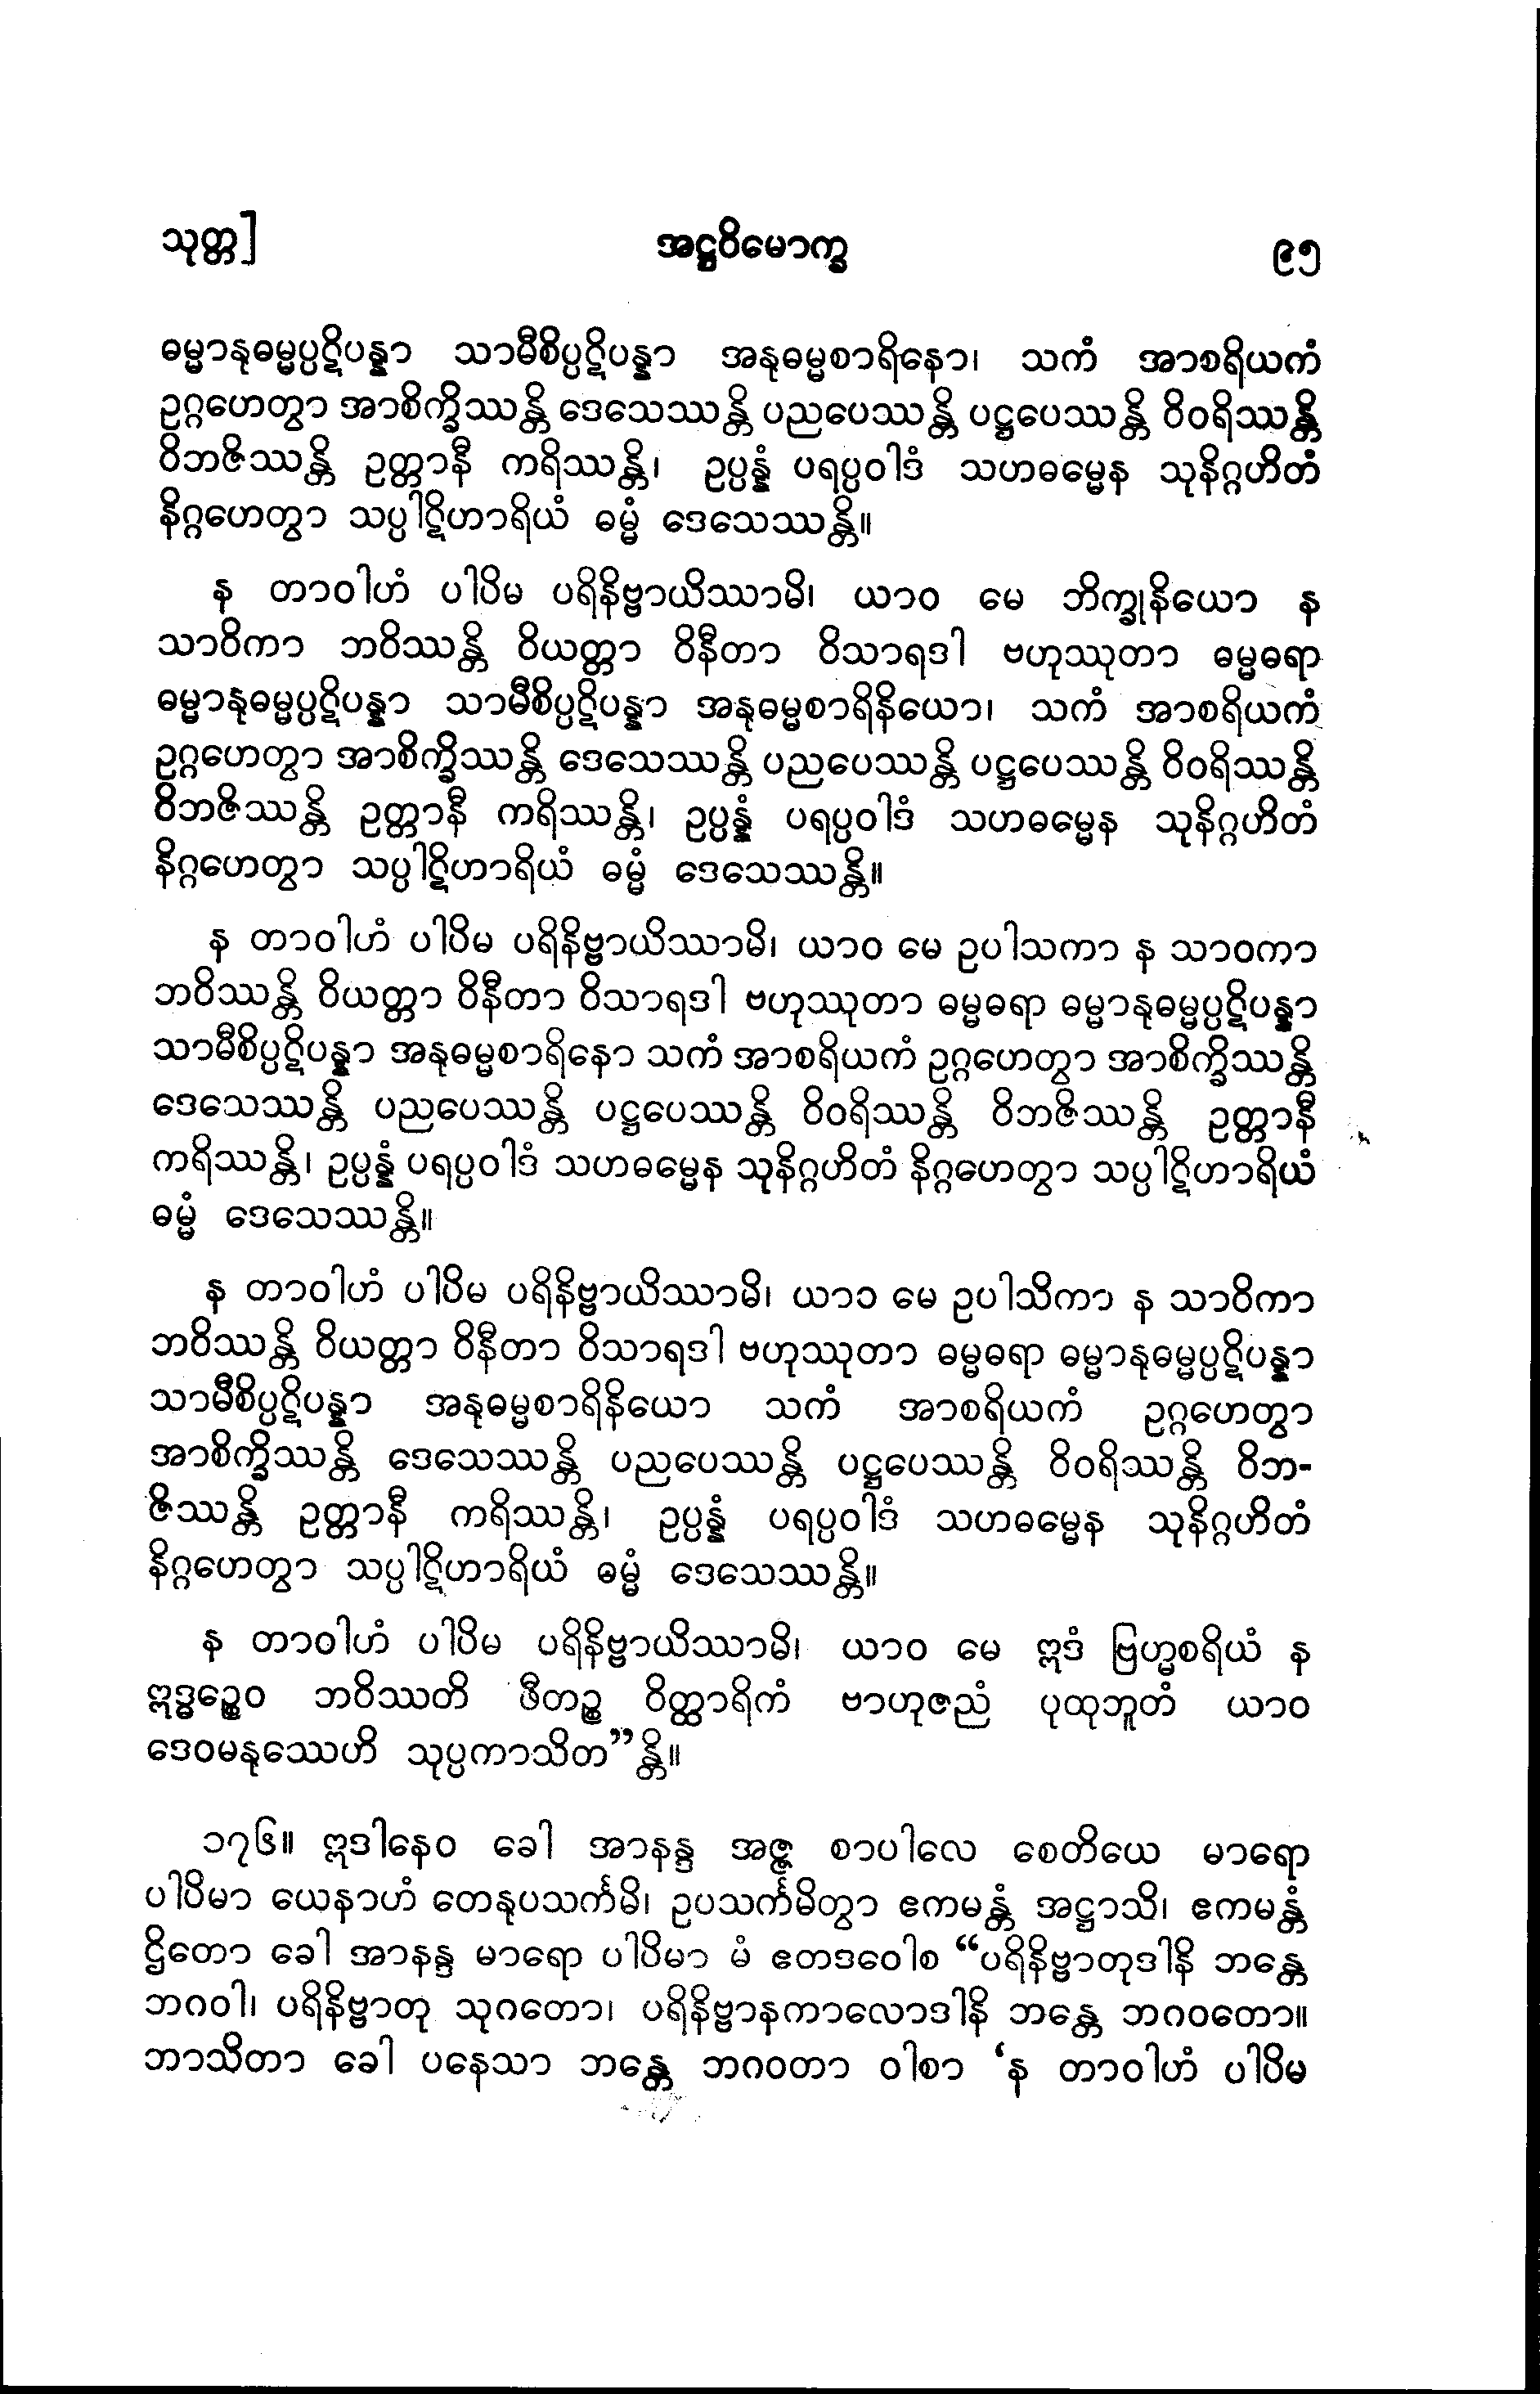 သုတ္တ] အဋ္ဌဝိမောက္ခ ၉၅
ဓမ္မာနုဓမ္မပ္ပဋိပန္နာ သာမီစိပ္ပဋိပန္နာ အနုဓမ္မစာရိနော၊ သကံ အာစရိယကံ
ဥဂ္ဂဟေတွာ အာစိက္ခိဿန္တိ ဒေသေဿန္တိ ပညပေဿန္တိ ပဋ္ဌပေဿန္တိ ဝိဝရိဿန္တိ
ဝိဘဇိဿန္တိ ဥတ္တာနီ ကရိဿန္တိ၊ ဥပ္ပန္နံ ပရပ္ပဝါဒံ သဟဓမ္မေန သုနိဂ္ဂဟိတံ
နိဂ္ဂဟေတွာ သပ္ပါဋိဟာရိယံ ဓမ္မံ ဒေသေဿန္တိ။
န တာဝါဟံ ပါပိမ ပရိနိဗ္ဗာယိဿာမိ၊ ယာဝ မေ ဘိက္ခုနိယော န
သာဝိကာ ဘဝိဿန္တိ ဝိယတ္တာ ဝိနီတာ ဝိသာရဒါ ဗဟုဿုတာ ဓမ္မဓရာ
ဓမ္မာနုဓမ္မပ္ပဋိပန္နာ သာမီစိပ္ပဋိပန္နာ အနုဓမ္မစာရိနိယော၊ သကံ အာစရိယကံ
ဥဂ္ဂဟေတွာ အာစိက္ခိဿန္တိ ဒေသေဿန္တိ ပညပေဿန္တိ ပဋ္ဌပေဿန္တိ ဝိဝရိဿန္တိ
ဝိဘဇိဿန္တိ ဥတ္တာနီ ကရိဿန္တိ၊ ဥပ္ပန္နံ ပရပ္ပဝါဒံ သဟဓမ္မေန သုနိဂ္ဂဟိတံ
နိဂ္ဂဟေတွာ သပ္ပါဋိဟာရိယံ ဓမ္မံ ဒေသေဿန္တိ။
န တာဝါဟံ ပါပိမ ပရိနိဗ္ဗာယိဿာမိ၊ ယာဝ မေ ဥပါသကာ န သာဝကာ
ဘဝိဿန္တိ ဝိယတ္တာ ဝိနီတာ ဝိသာရဒါ ဗဟုဿုတာ ဓမ္မဓရာ ဓမ္မာနုဓမ္မပ္ပဋိပန္နာ
သာမီစိပ္ပဋိပန္နာ အနုဓမ္မစာရိနော သကံ အာစရိယကံ ဥဂ္ဂဟေတွာ အာစိက္ခိဿန္တိ
ဒေသေဿန္တိ ပညပေဿန္တိ ပဋ္ဌပေဿန္တိ ဝိဝရိဿန္တိ ဝိဘဇိဿန္တိ ဥတ္တာနီ
ကရိဿန္တိ၊ ဥပ္ပန္နံ ပရပ္ပဝါဒံ သဟဓမ္မေန သုနိဂ္ဂဟိတံ နိဂ္ဂဟေတွာ သပ္ပါဋိဟာရိယံ
ဓမ္မံ ဒေသေဿန္တိ။
န တာဝါဟံ ပါပိမ ပရိနိဗ္ဗာယိဿာမိ၊ ယာဝ မေ ဥပါသိကာ န သာဝိကာ
ဘဝိဿန္တိ ဝိယတ္တာ ဝိနီတာ ဝိသာရဒါ ဗဟုဿုတာ ဓမ္မဓရာ ဓမ္မာနုဓမ္မပ္ပဋိပန္နာ
သာမီစိပ္ပဋိပန္နာ အနုဓမ္မစာရိနိယော သကံ အာစရိယကံ ဥဂ္ဂဟေတွာ
အာစိက္ခိဿန္တိ ဒေသေဿန္တိ ပညပေဿန္တိ ပဋ္ဌပေဿန္တိ ဝိဝရိဿန္တိ ဝိဘ-
ဇိဿန္တိ ဥတ္တာနီ ကရိဿန္တိ၊ ဥပ္ပန္နံ ပရပ္ပဝါဒံ သဟဓမ္မေန သုနိဂ္ဂဟိတံ
နိဂ္ဂဟေတွာ သပ္ပါဋိဟာရိယံ ဓမ္မံ ဒေသေဿန္တိ။
န တာဝါဟံ ပါပိမ ပရိနိဗ္ဗာယိဿာမိ၊ ယာဝ မေ ဣဒံ ဗြဟ္မစရိယံ န
ဣဒ္ဓဉ္စေဝ ဘဝိဿတိ ဖီတဉ္စ ဝိတ္ထာရိကံ ဗာဟုဇညံ ပုထုဘူတံ ယာဝ
ဒေဝမနုဿေဟိ သုပ္ပကာသိတ”န္တိ။
၁၇၆။ ဣဒါနေဝ ခေါ အာနန္ဒ အဇ္ဇ စာပါလေ စေတိယေ မာရော
ပါပိမာ ယေနာဟံ တေနုပသင်္ကမိ၊ ဥပသင်္ကမိတွာ ဧကမန္တံ အဋ္ဌာသိ၊ ဧကမန္တံ
ဌိတော ခေါ အာနန္ဒ မာရော ပါပိမာ မံ ဧတဒဝေါစ “ပရိနိဗ္ဗာတုဒါနိ ဘန္တေ
ဘဂဝါ၊ ပရိနိဗ္ဗာတု သုဂတော၊ ပရိနိဗ္ဗာနကာလောဒါနိ ဘန္တေ ဘဂဝတော။
ဘာသိတာ ခေါ ပနေသာ ဘန္တေ ဘဂဝတာ ဝါစာ ‘န တာဝါဟံ ပါပိမ